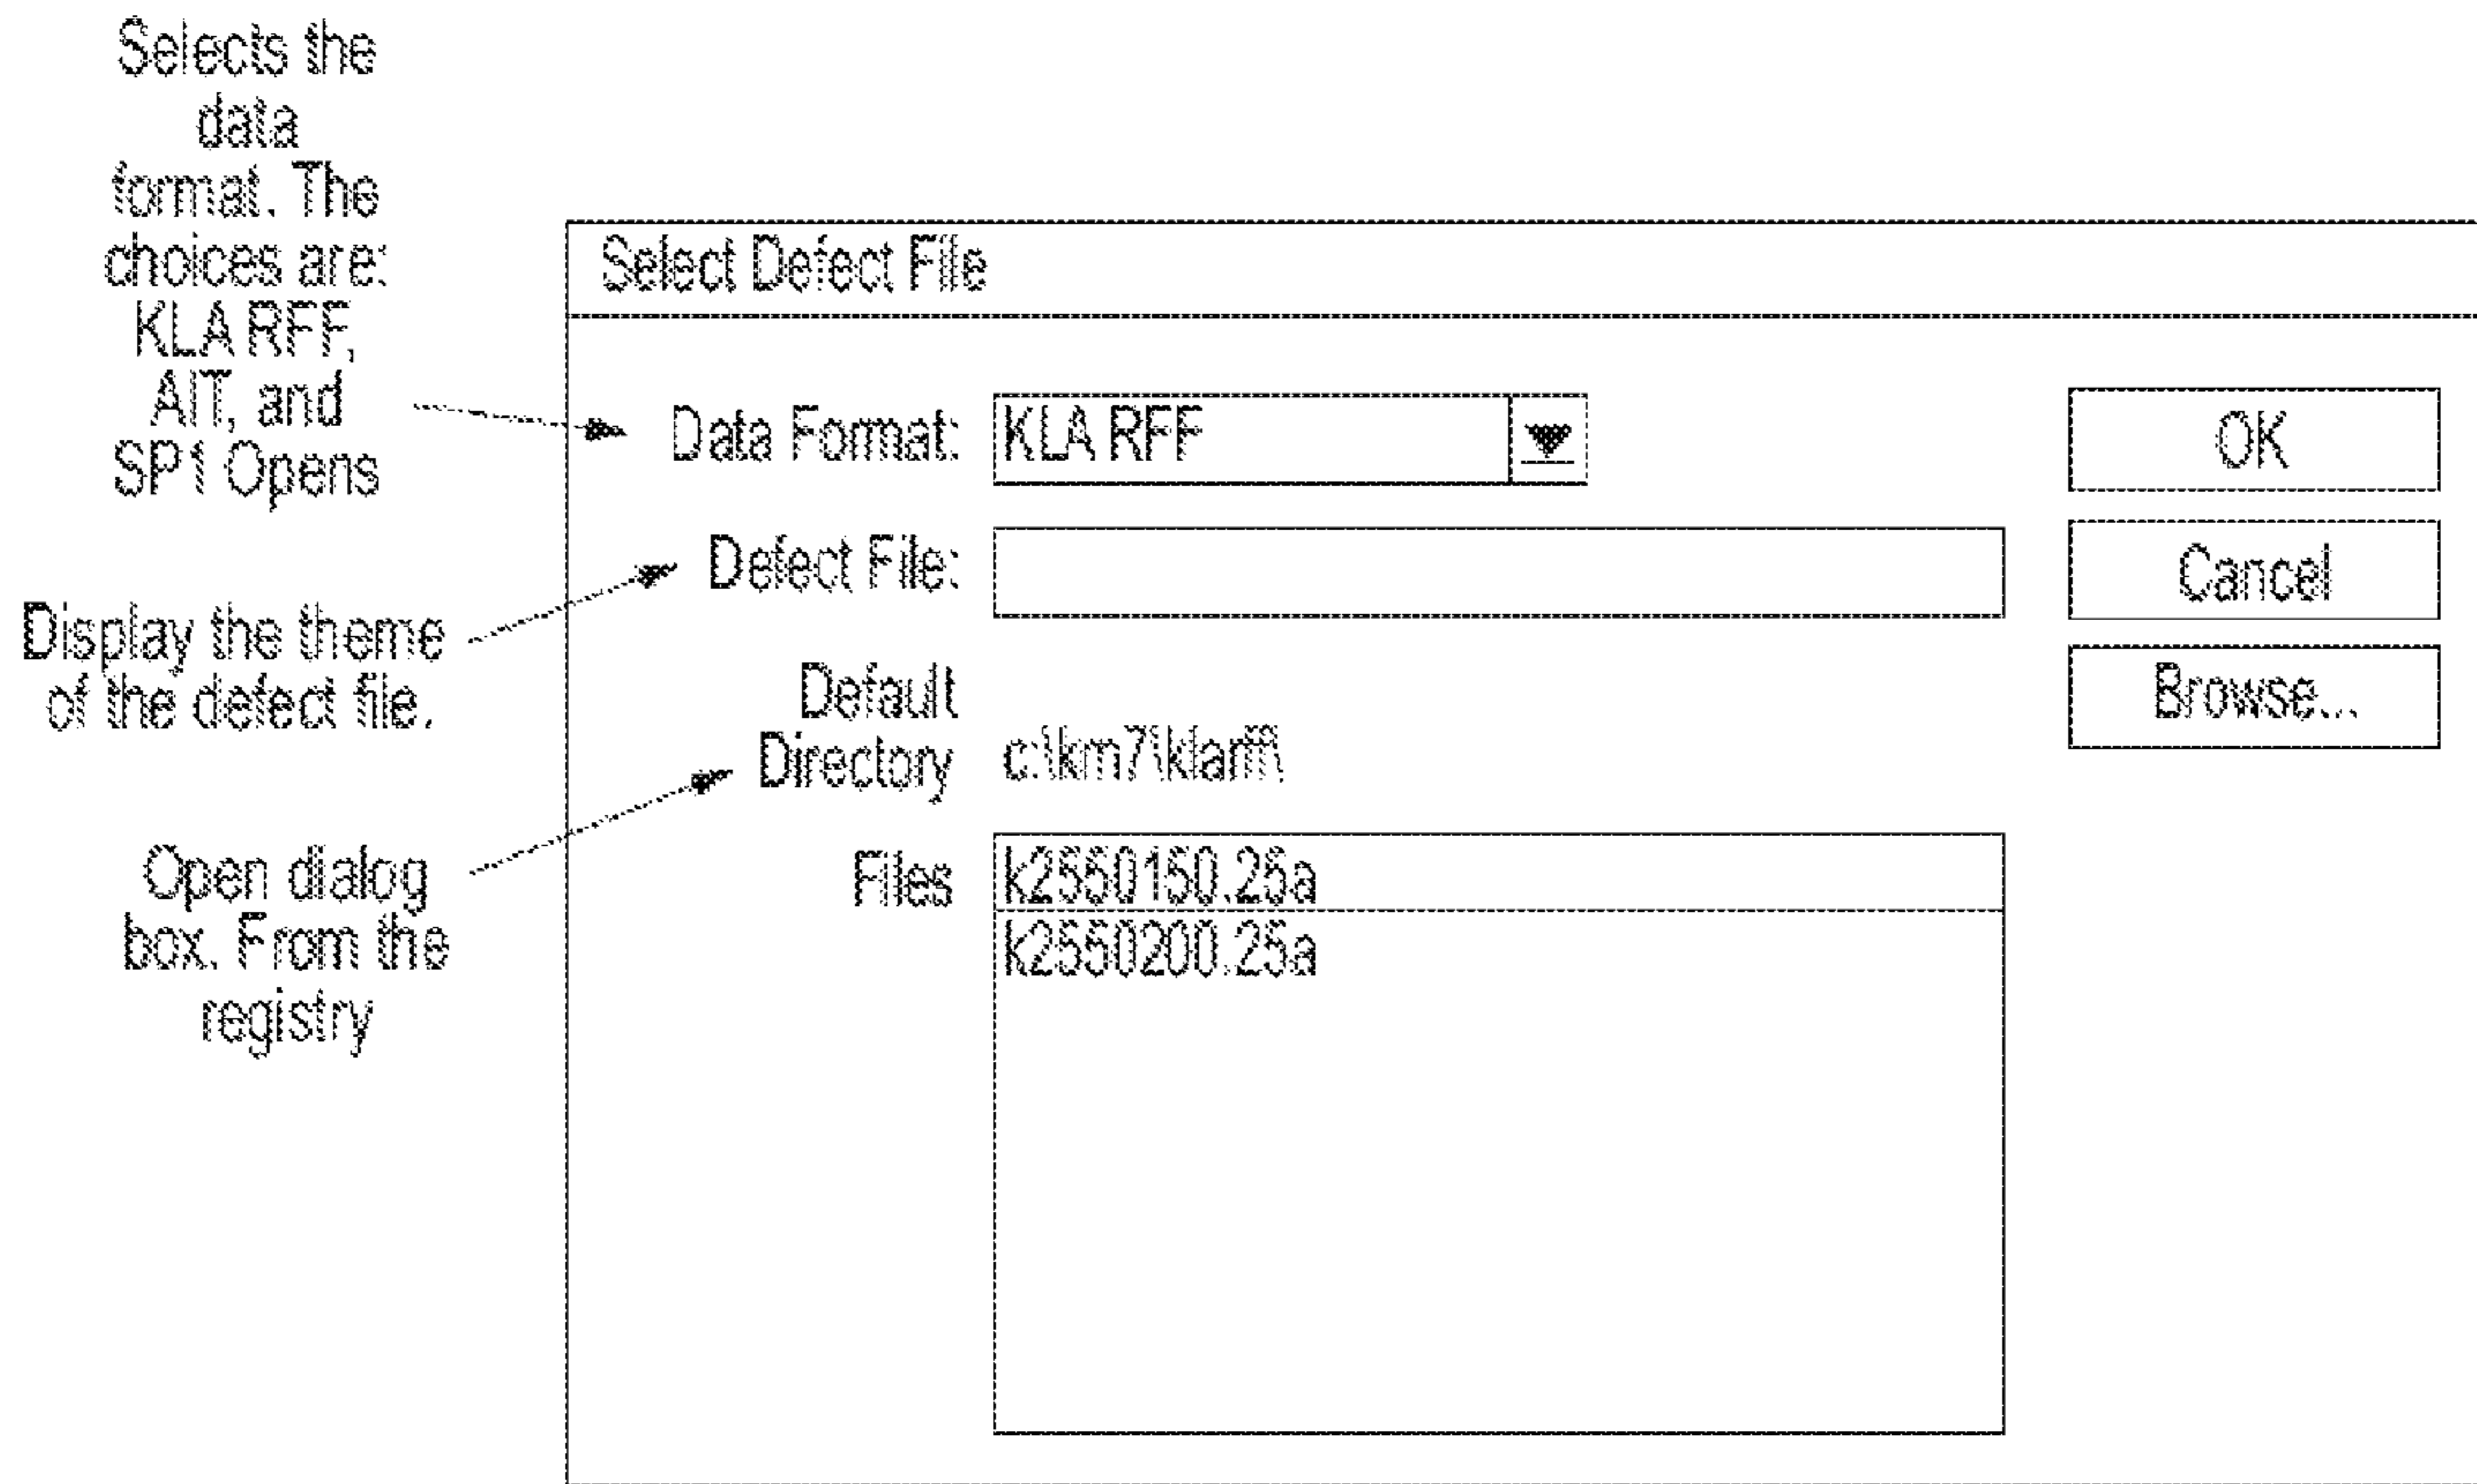 Selects the
data
format. The
choices are:
KLA RFF,
AIT, and
SP1 Opens
Display the theme
of the defect file.
Open dialog
box. From the
registry
Select Defect File
Data Format: KLA RFF
OK
Defect File:
Cancel
Browse...
Default
Directory c:\km7\klarff\
Files k2550150.25a
k2550200.25a